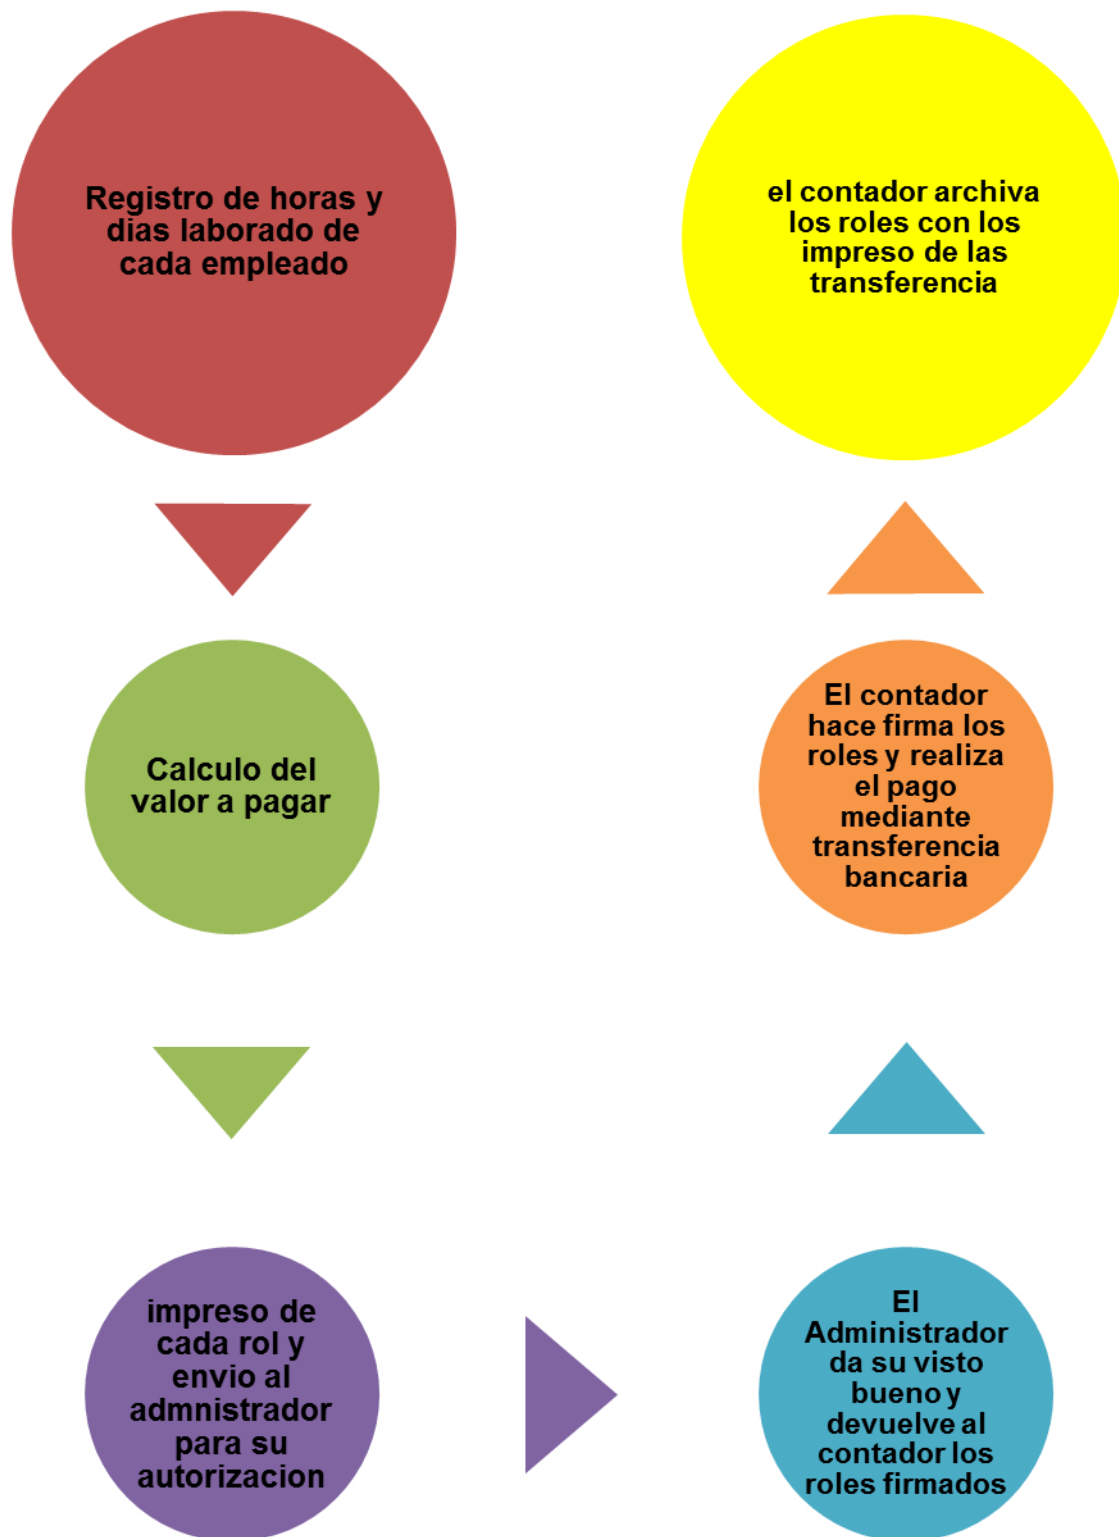 Registro de horas y
dias laborado de
cada empleado
Calculo del
valor a pagar
impreso de
cada rol y
envio al
admnistrador
para su
autorizacion
El
Administrador
da su visto
bueno y
devuelve al
contador los
roles firmados
El contador
hace firma los
roles y realiza
el pago
mediante
transferencia
bancaria
el contador archiva
los roles con los
impreso de las
transferencia